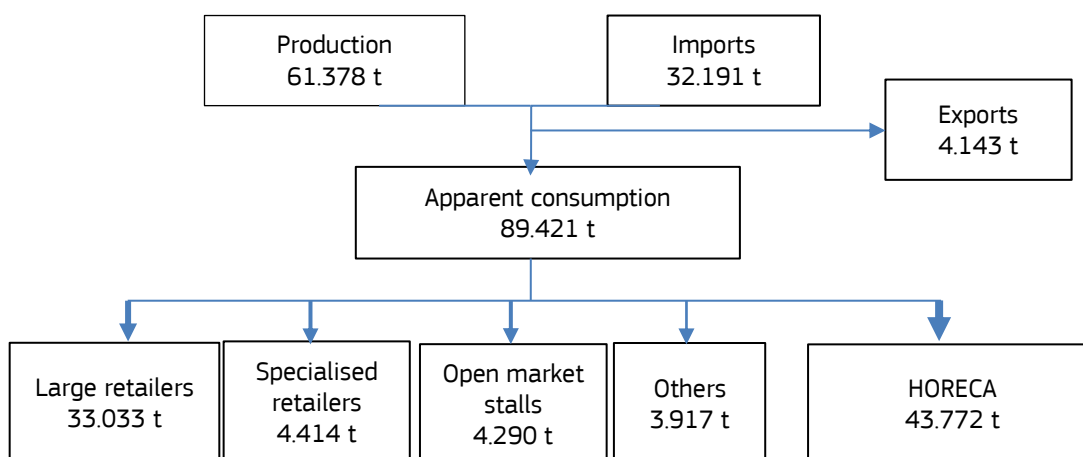 Production
61.378 t
Imports
32.191 t
Exports
4.143 t
Apparent consumption
89.421 t
Large retailers
33.033 t
Specialised
retailers
4.414 t
Open market
stalls
4.290 t
Others
3.917 t
HORECA
43.772 t